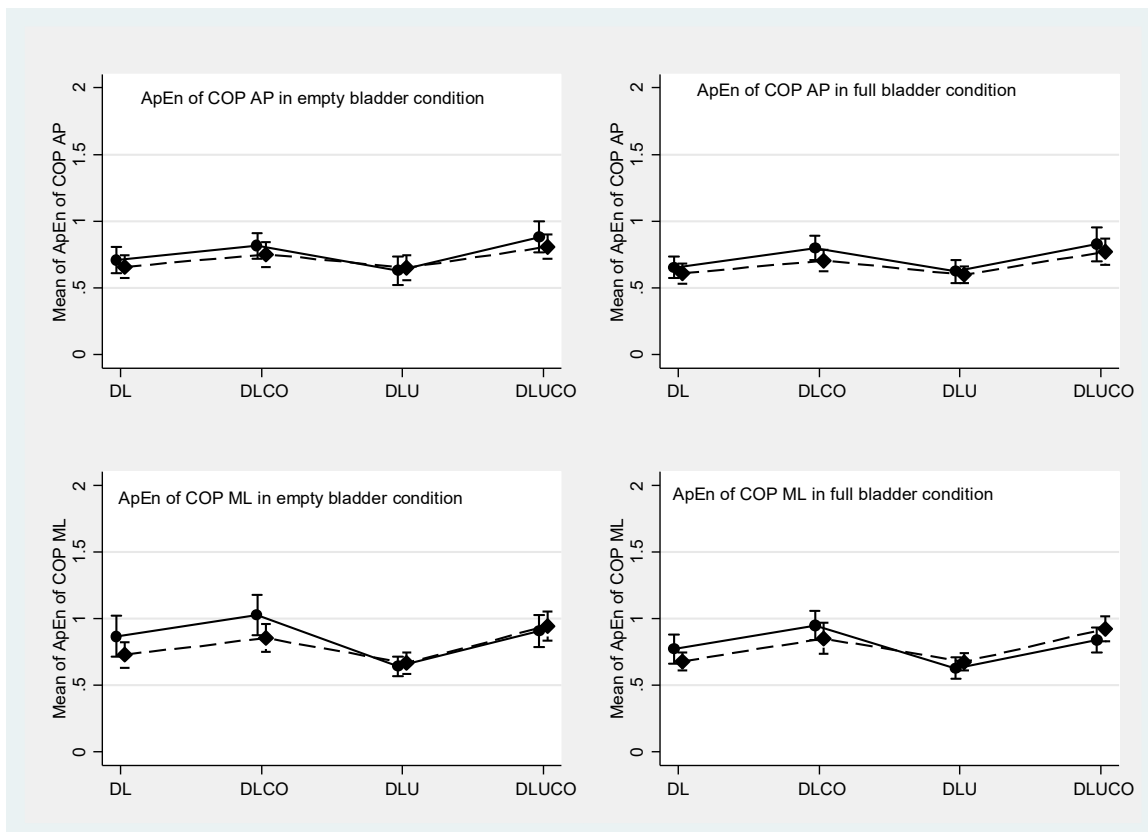 ApEn of COP AP in empty bladder condition
Mean of ApEn of COP AP
2
1.5
1
.5
0
DL DLCO DLU DLUCO
ApEn of COP AP in full bladder condition
Mean of ApEn of COP AP
2
1.5
1
.5
0
DL DLCO DLU DLUCO
ApEn of COP ML in empty bladder condition
Mean of ApEn of COP ML
2
1.5
1
.5
0
DL DLCO DLU DLUCO
ApEn of COP ML in full bladder condition
Mean of ApEn of COP ML
2
1.5
1
.5
0
DL DLCO DLU DLUCO